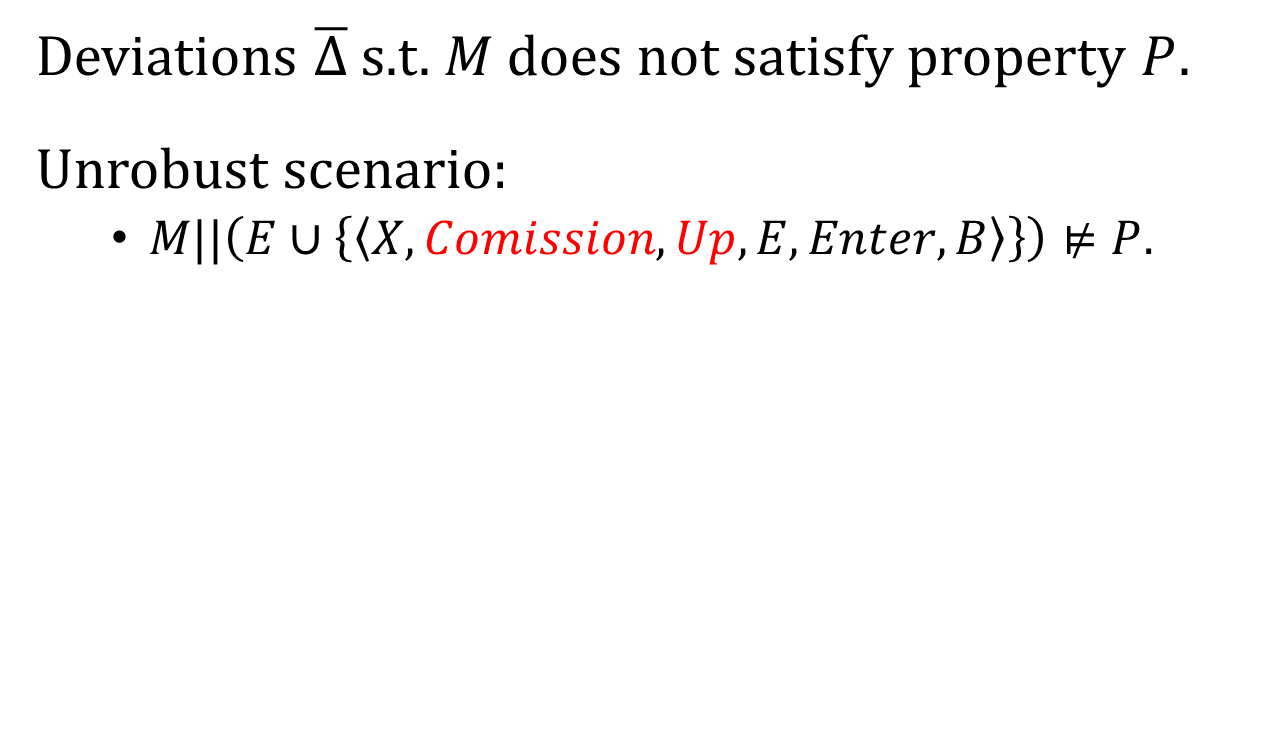 Deviations Δ̅ s.t. M does not satisfy property P.
Unrobust scenario:
• M||(E ∪ {⟨X, Comission, Up, E, Enter, B⟩}) ⊭ P.